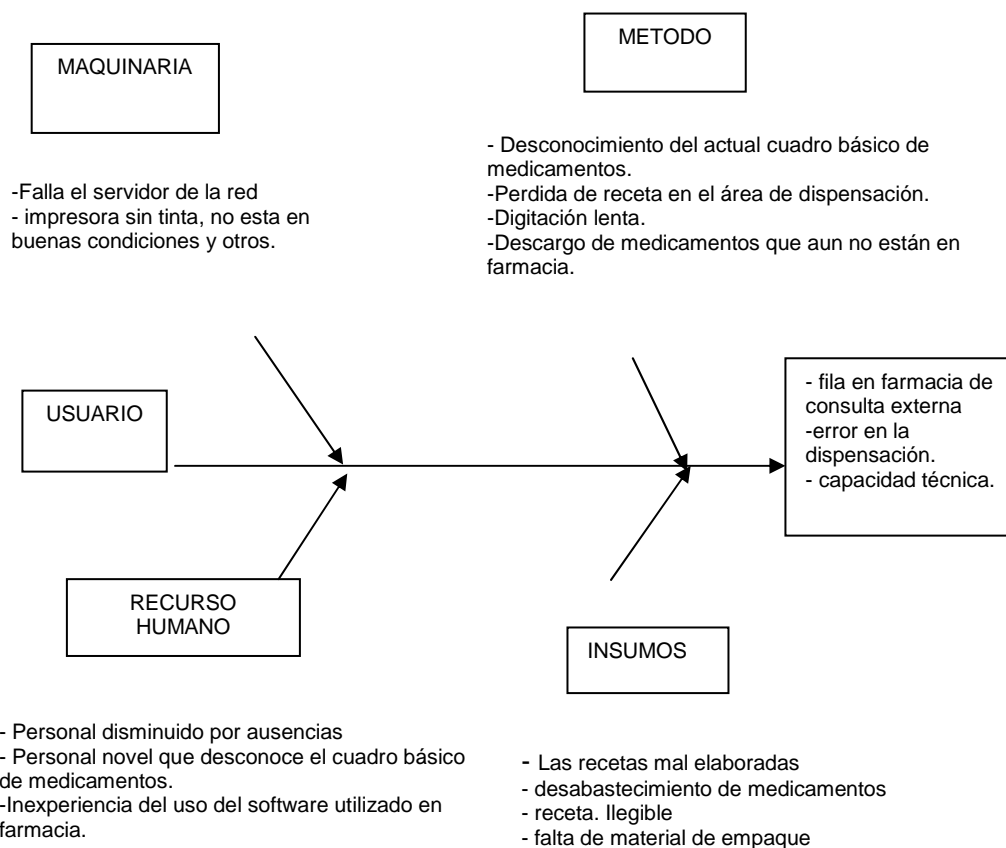 MAQUINARIA
METODO
-Falla el servidor de la red
- impresora sin tinta, no esta en
buenas condiciones y otros.
- Desconocimiento del actual cuadro básico de
medicamentos.
-Perdida de receta en el área de dispensación.
-Digitación lenta.
-Descargo de medicamentos que aun no están en
farmacia.
USUARIO
- fila en farmacia de
consulta externa
-error en la
dispensación.
- capacidad técnica.
RECURSO
HUMANO
INSUMOS
- Personal disminuido por ausencias
- Personal novel que desconoce el cuadro básico
de medicamentos.
-Inexperiencia del uso del software utilizado en
farmacia.
- Las recetas mal elaboradas
- desabastecimiento de medicamentos
- receta. Ilegible
- falta de material de empaque